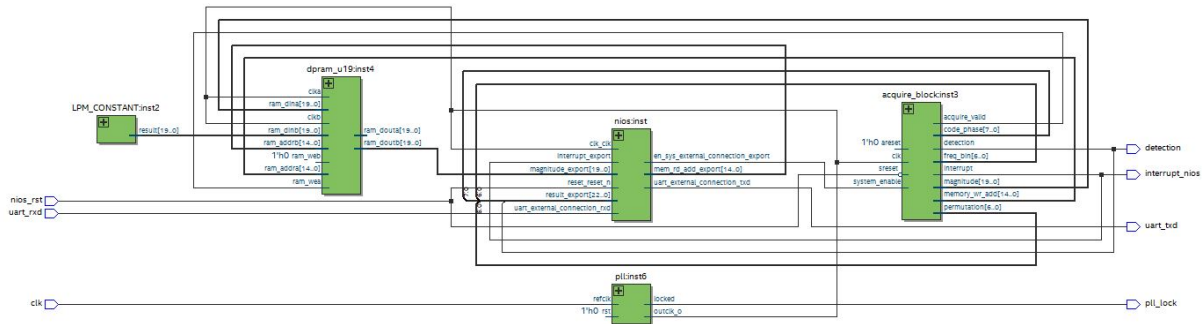 dpram_u19:inst4
clka
ram_dina[19..0]
clkb
ram_dinb[19..0]
ram_addrb[14..0]
1'h0 ram_web
ram_addra[14..0]
ram_wea
ram_douta[19..0]
ram_doutb[19..0]
LPM_CONSTANT:inst2
result[19..0]
nios:inst
clk_clk
interrupt_export
magnitude_export[19..0]
reset_reset_n
result_export[22..0]
uart_external_connection_rxd
en_sys_external_connection_export
mem_rd_add_export[14..0]
uart_external_connection_txd
acquire_block:inst3
1'h0 areset
clk
sreset
system_enable
acquire_valid
code_phase[7..0]
detection
freq_bin[6..0]
interrupt
magnitude[19..0]
memory_wr_add[14..0]
permutation[6..0]
detection
interrupt_nios
uart_txd
nios_rst
uart_rxd
pll:inst6
refclk
1'h0 rst
locked
outclk_o
clk
pll_lock